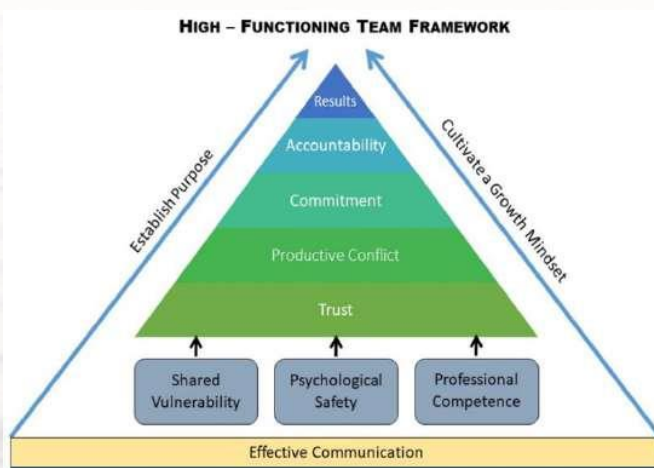 HIGH – FUNCTIONING TEAM FRAMEWORK
Results
Accountability
Commitment
Productive Conflict
Trust
Establish Purpose
Cultivate a Growth Mindset
Shared
Vulnerability
Psychological
Safety
Professional
Competence
Effective Communication